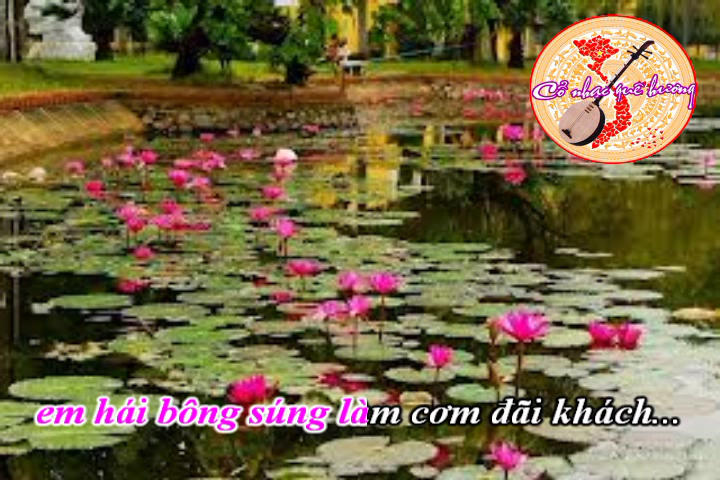 Cổ nhạc quê hương
em hái bông súng làm cơm đãi khách...